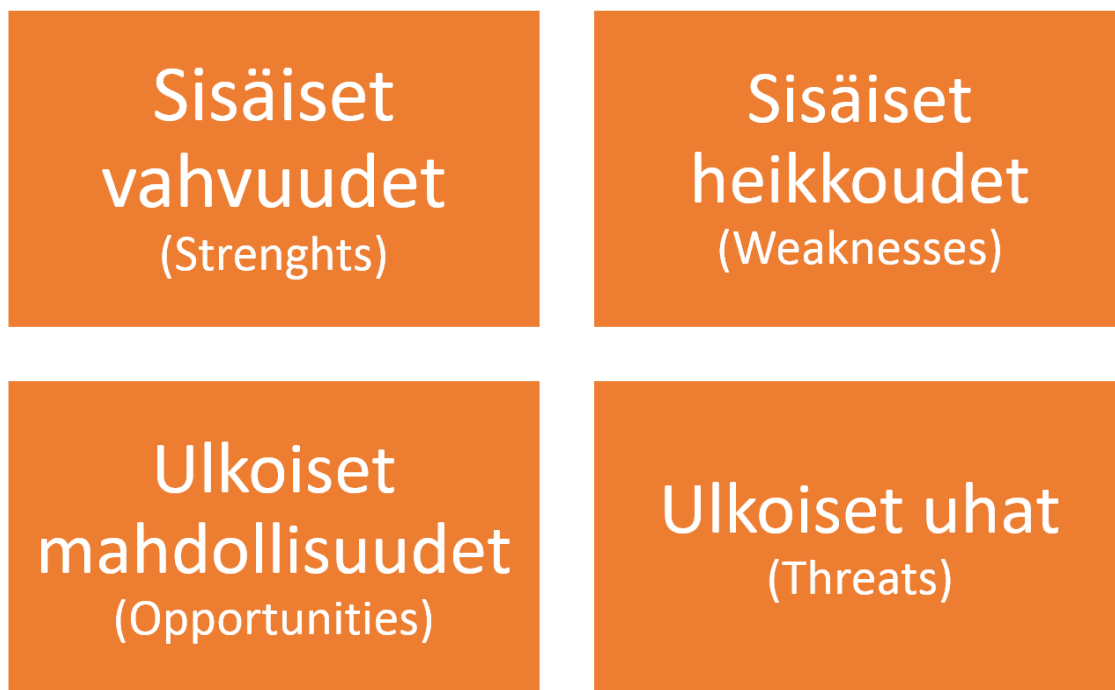 Sisäiset
vahvuudet
(Strenghts)
Sisäiset
heikkoudet
(Weaknesses)
Ulkoiset
mahdollisuudet
(Opportunities)
Ulkoiset uhat
(Threats)